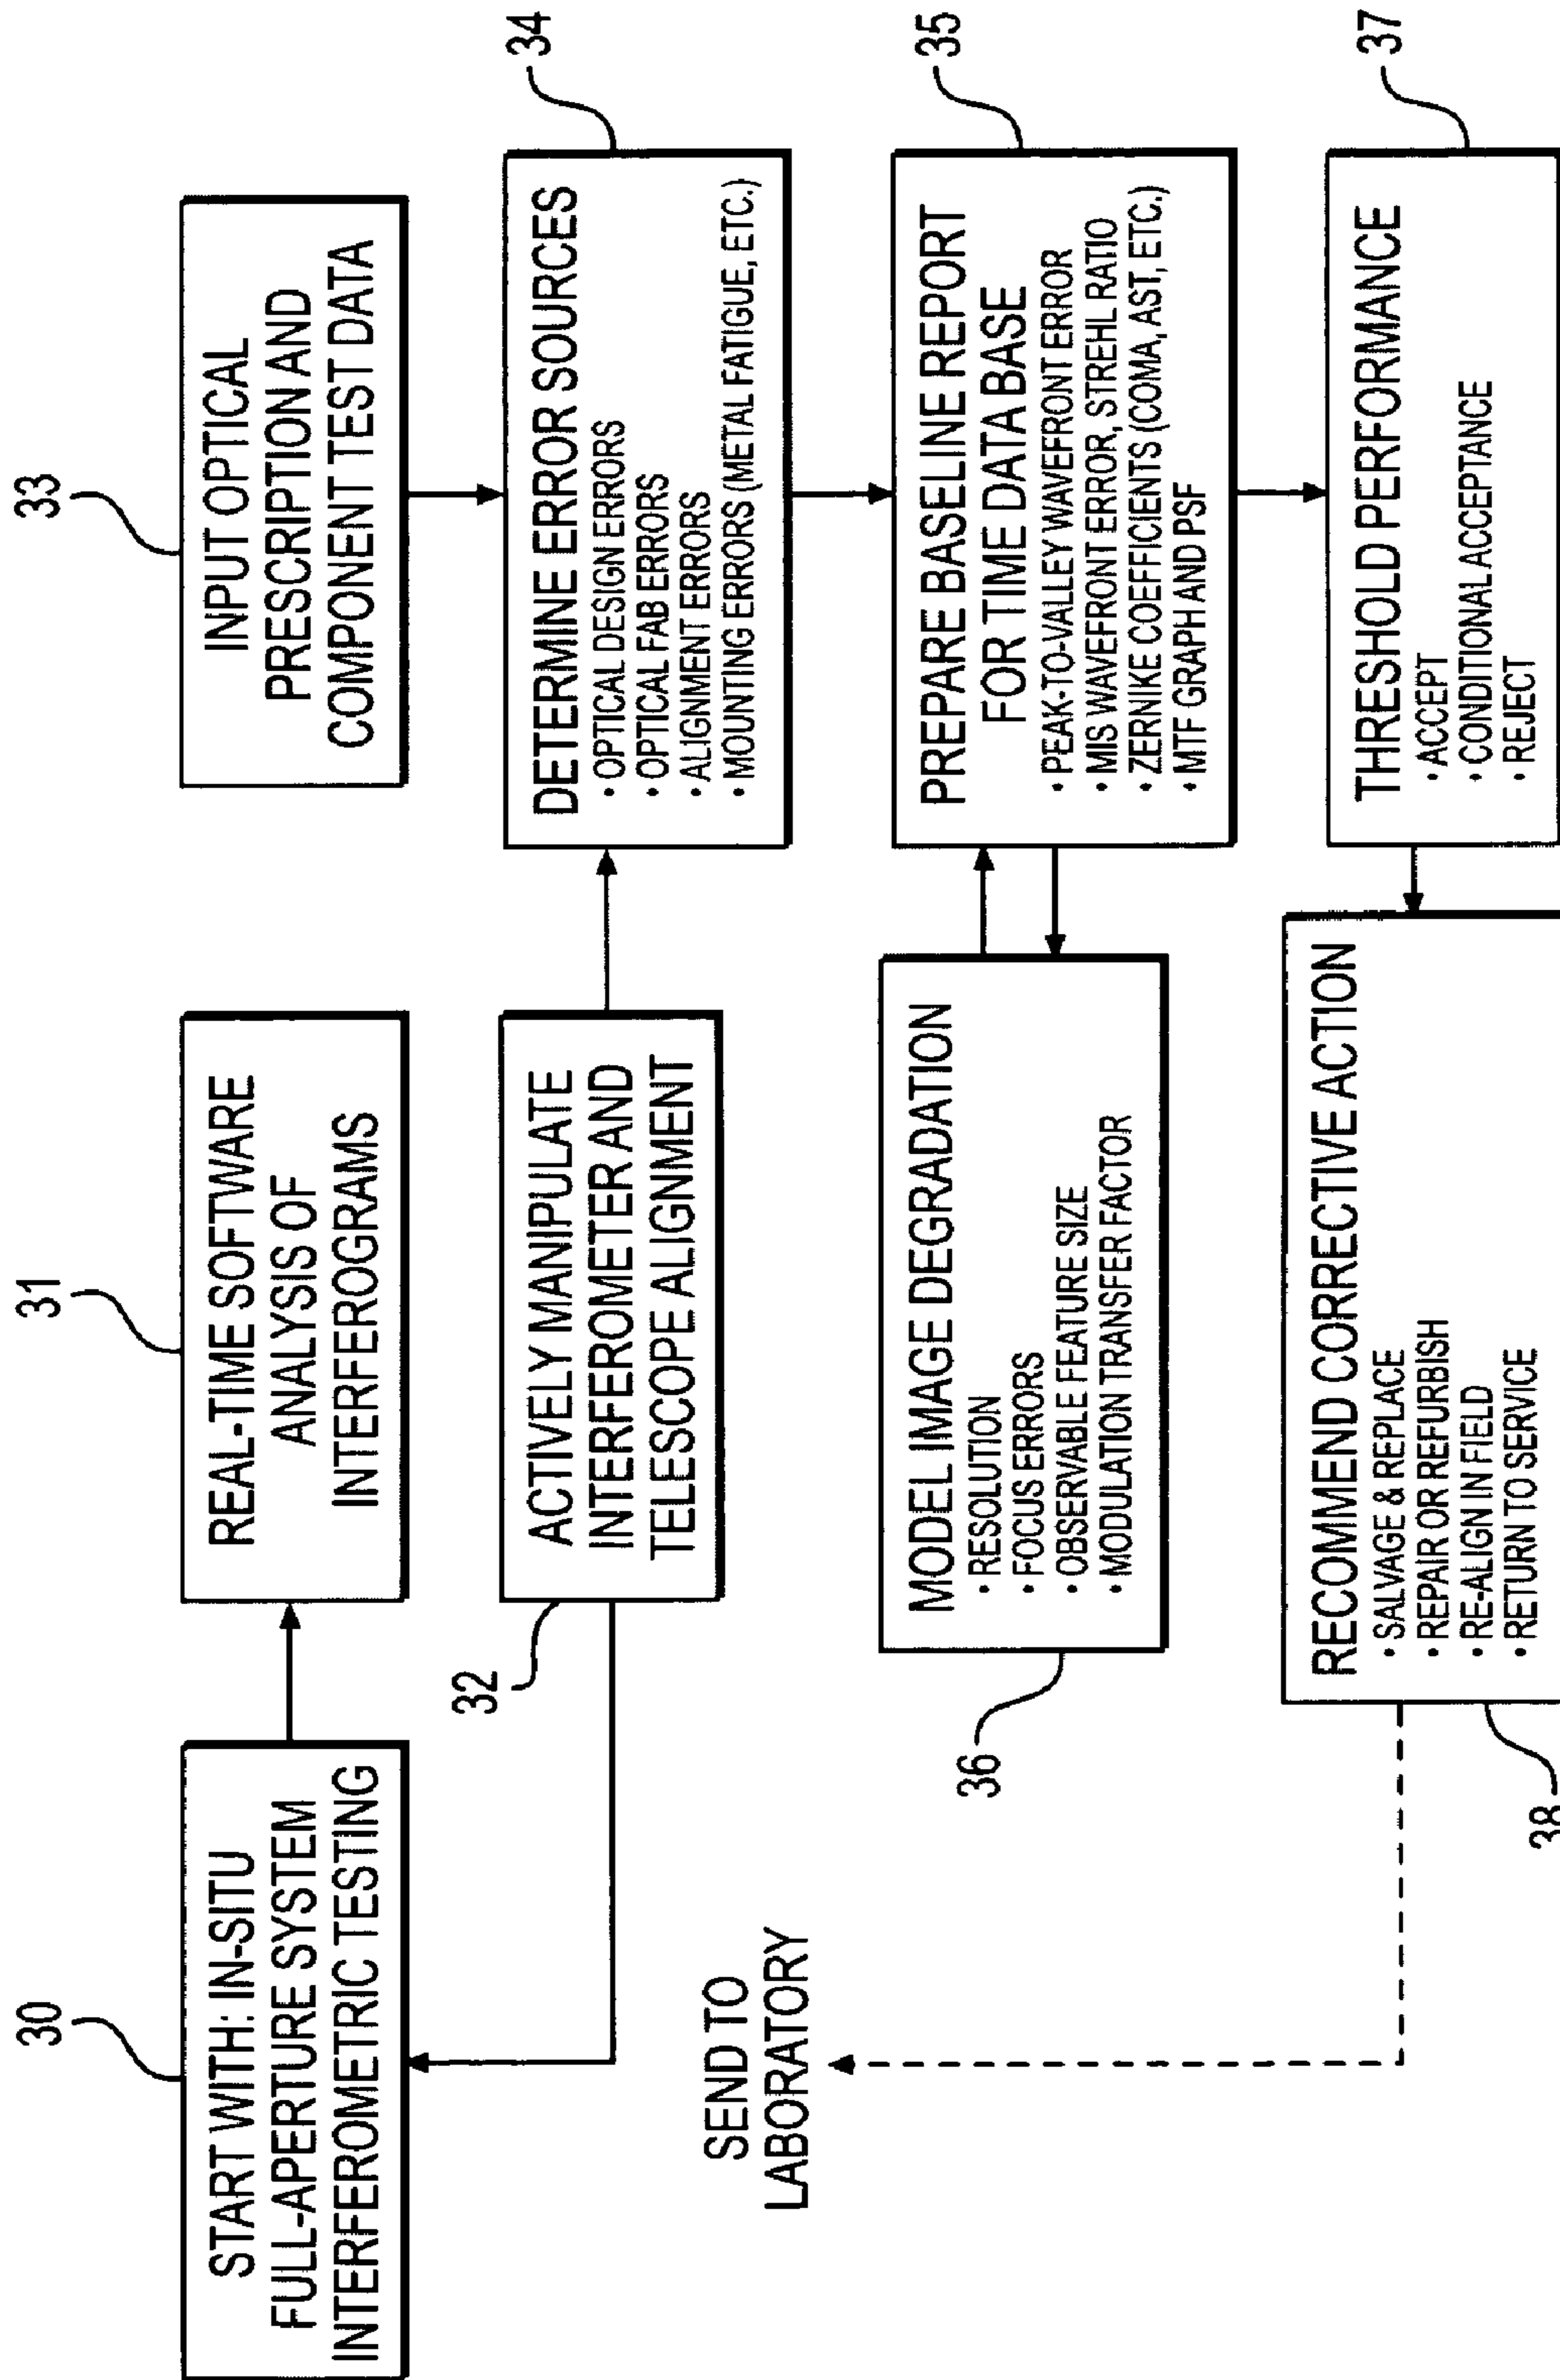 30
START WITH: IN-SITU
FULL-APERTURE SYSTEM
INTERFEROMETRIC TESTING
31
REAL-TIME SOFTWARE
ANALYSIS OF
INTERFEROGRAMS
33
INPUT OPTICAL
PRESCRIPTION AND
COMPONENT TEST DATA
32
ACTIVELY MANIPULATE
INTERFEROMETER AND
TELESCOPE ALIGNMENT
34
DETERMINE ERROR SOURCES
• OPTICAL DESIGN ERRORS
• OPTICAL FAB ERRORS
• ALIGNMENT ERRORS
• MOUNTING ERRORS (METAL FATIGUE, ETC.)
SEND TO
LABORATORY
36
MODEL IMAGE DEGRADATION
• RESOLUTION
• FOCUS ERRORS
• OBSERVABLE FEATURE SIZE
• MODULATION TRANSFER FACTOR
35
PREPARE BASELINE REPORT
FOR TIME DATA BASE
• PEAK-TO-VALLEY WAVEFRONT ERROR
• MIS WAVEFRONT ERROR, STREHL RATIO
• ZERNIKE COEFFICIENTS (COMA, AST, ETC.)
• MTF GRAPH AND PSF
38
RECOMMEND CORRECTIVE ACTION
• SALVAGE & REPLACE
• REPAIR OR REFURBISH
• RE-ALIGN IN FIELD
• RETURN TO SERVICE
37
THRESHOLD PERFORMANCE
• ACCEPT
• CONDITIONAL ACCEPTANCE
• REJECT